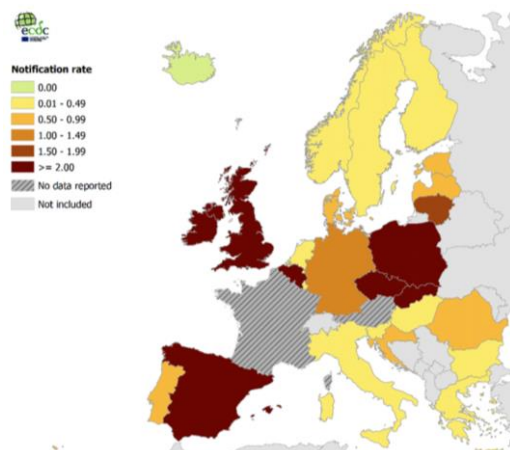 ecdc
Notification rate
0.00
0.01 - 0.49
0.50 - 0.99
1.00 - 1.49
1.50 - 1.99
>= 2.00
No data reported
Not included